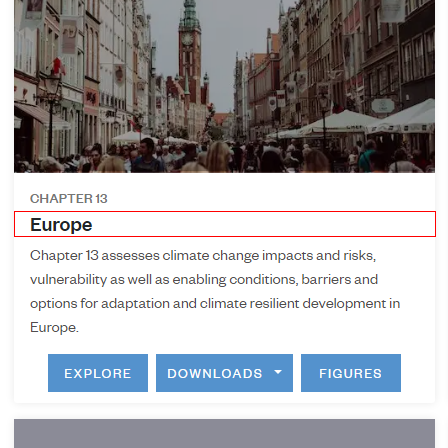 CHAPTER 13
Europe
Chapter 13 assesses climate change impacts and risks,
vulnerability as well as enabling conditions, barriers and
options for adaptation and climate resilient development in
Europe.
EXPLORE DOWNLOADS FIGURES